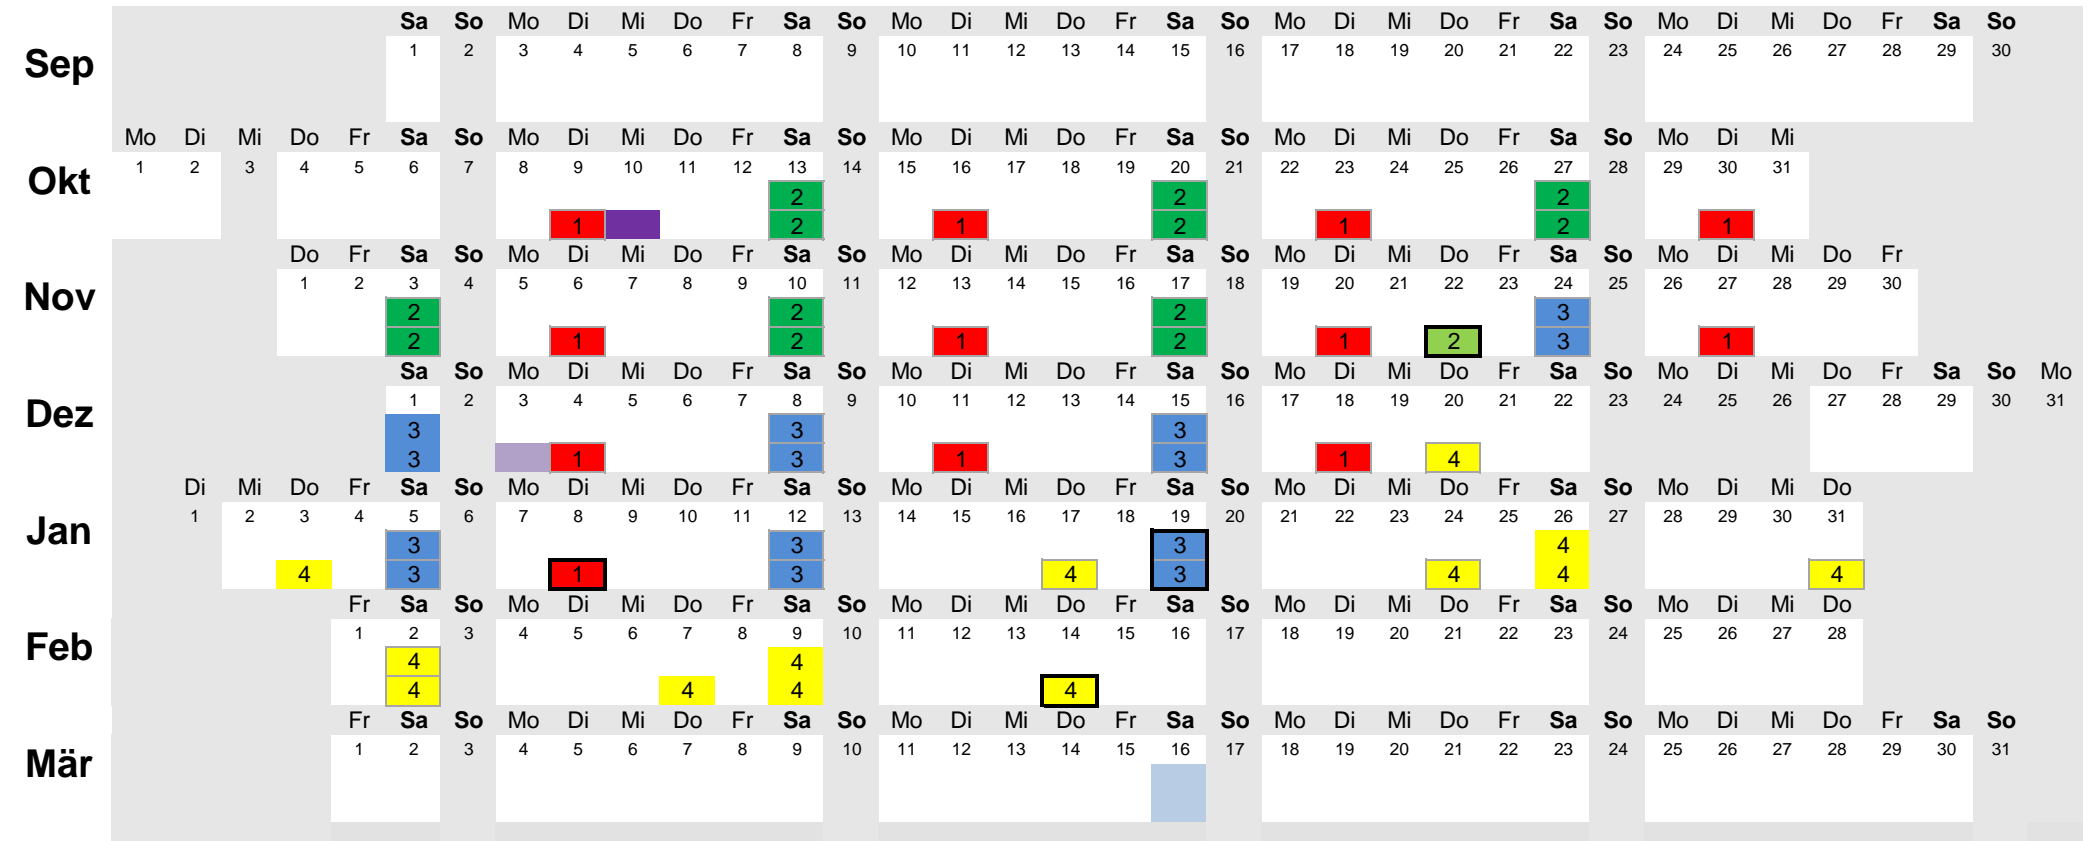 Sa So Mo Di Mi Do Fr Sa So Mo Di Mi Do Fr Sa So Mo Di Mi Do Fr Sa So Mo Di Mi Do Fr Sa So
Sep 1 2 3 4 5 6 7 8 9 10 11 12 13 14 15 16 17 18 19 20 21 22 23 24 25 26 27 28 29 30
Mo Di Mi Do Fr Sa So Mo Di Mi Do Fr Sa So Mo Di Mi Do Fr Sa So Mo Di Mi Do Fr Sa So Mo Di Mi
Okt 1 2 3 4 5 6 7 8 9 10 11 12 13 14 15 16 17 18 19 20 21 22 23 24 25 26 27 28 29 30 31
2 2 2
1 2 1 2 1 2 1
Do Fr Sa So Mo Di Mi Do Fr Sa So Mo Di Mi Do Fr Sa So Mo Di Mi Do Fr Sa So Mo Di Mi Do Fr
Nov 1 2 3 4 5 6 7 8 9 10 11 12 13 14 15 16 17 18 19 20 21 22 23 24 25 26 27 28 29 30
2 2 2 3
2 1 2 1 2 1 2 3 1
Sa So Mo Di Mi Do Fr Sa So Mo Di Mi Do Fr Sa So Mo Di Mi Do Fr Sa So Mo Di Mi Do Fr Sa So Mo
Dez 1 2 3 4 5 6 7 8 9 10 11 12 13 14 15 16 17 18 19 20 21 22 23 24 25 26 27 28 29 30 31
3 3 3
3 1 3 1 3 1 4
Di Mi Do Fr Sa So Mo Di Mi Do Fr Sa So Mo Di Mi Do Fr Sa So Mo Di Mi Do Fr Sa So Mo Di Mi Do
Jan 1 2 3 4 5 6 7 8 9 10 11 12 13 14 15 16 17 18 19 20 21 22 23 24 25 26 27 28 29 30 31
3 3 3 4
4 3 1 3 4 3 4 4 4
Fr Sa So Mo Di Mi Do Fr Sa So Mo Di Mi Do Fr Sa So Mo Di Mi Do Fr Sa So Mo Di Mi Do
Feb 1 2 3 4 5 6 7 8 9 10 11 12 13 14 15 16 17 18 19 20 21 22 23 24 25 26 27 28
4 4
4 4 4 4
Fr Sa So Mo Di Mi Do Fr Sa So Mo Di Mi Do Fr Sa So Mo Di Mi Do Fr Sa So Mo Di Mi Do Fr Sa So
Mär 1 2 3 4 5 6 7 8 9 10 11 12 13 14 15 16 17 18 19 20 21 22 23 24 25 26 27 28 29 30 31